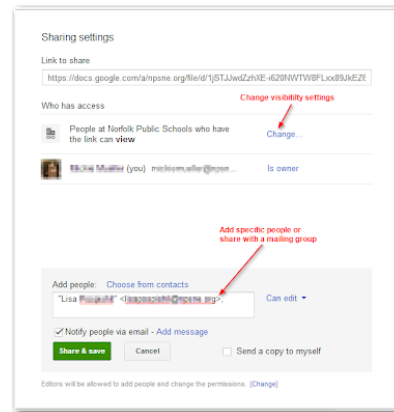 Sharing settings
Link to share
https://docs.google.com/a/npsne.org/file/d/1jSTJJwdZzhXE-i620NWTW8FLxx89JkEZ6
Who has access
Change visibilitiy settings
People at Norfolk Public Schools who have
the link can view
Change...
(you)
Is owner
Add specific people or
share with a mailing group
Add people: Choose from contacts
"Lisa
Can edit
Notify people via email - Add message
Share & save Cancel Send a copy to myself
Editors will be allowed to add people and change the permissions. [Change]